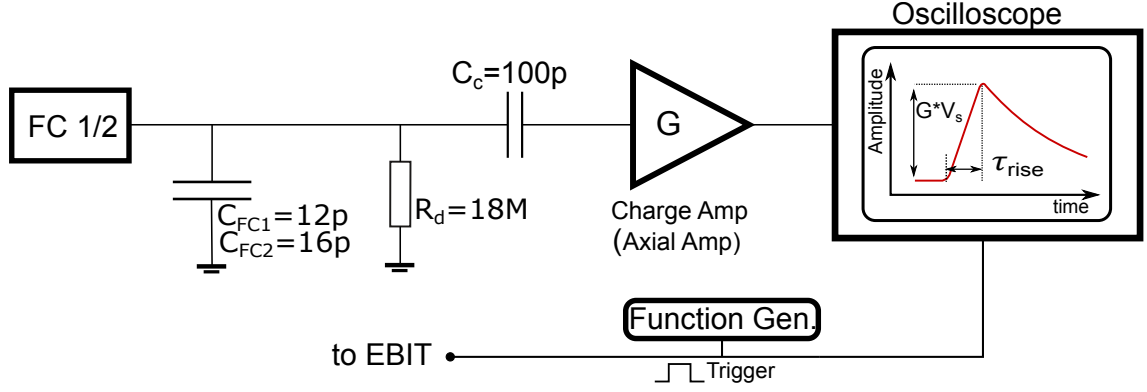 Oscilloscope
C_c=100p
FC 1/2
G
Amplitude
G*V_s
τ_rise
time
C_FC1=12p
C_FC2=16p
R_d=18M
Charge Amp
(Axial Amp)
Function Gen.
to EBIT
Trigger